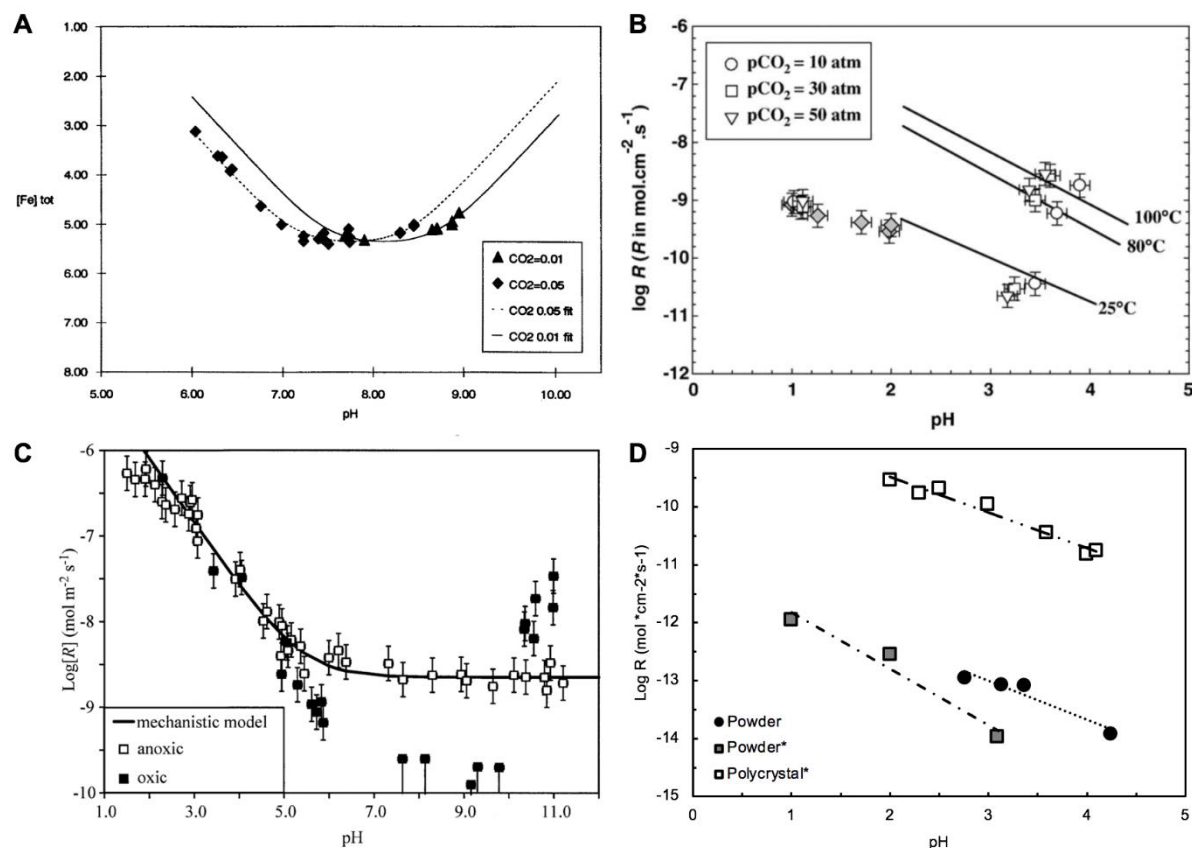 A
1.00
2.00
3.00
4.00
5.00
6.00
7.00
8.00
[Fe] tot
5.00 6.00 7.00 8.00 9.00 10.00
pH
CO2=0.01
CO2=0.05
CO2 0.05 fit
CO2 0.01 fit
B
-6
-7
-8
-9
-10
-11
-12
log R (R in mol.cm-2.s-1)
pCO2 = 10 atm
pCO2 = 30 atm
pCO2 = 50 atm
100°C
80°C
25°C
0 1 2 3 4 5
pH
C
-6
-7
-8
-9
-10
Log[R] (mol m-2 s-1)
mechanistic model
anoxic
oxic
1.0 3.0 5.0 7.0 9.0 11.0
pH
D
-9
-10
-11
-12
-13
-14
-15
Log R (mol *cm-2*s-1)
Powder
Powder*
Polycrystal*
0 1 2 3 4 5
pH